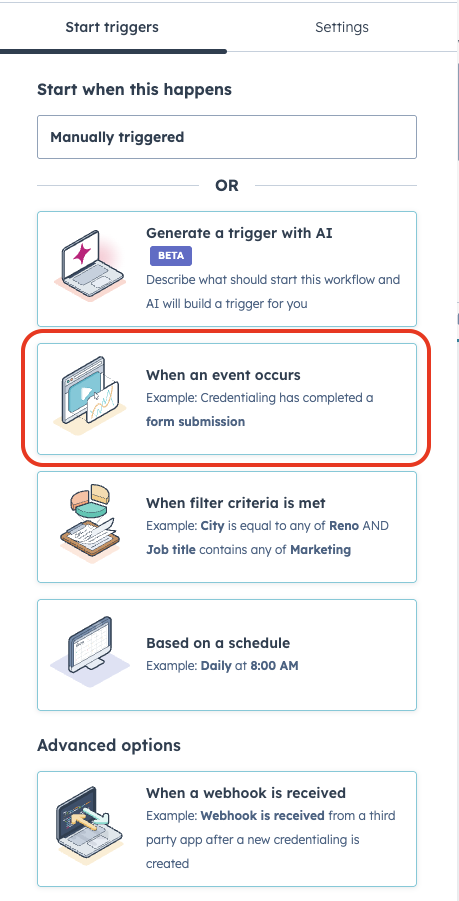 Start triggers
Settings
Start when this happens
Manually triggered
OR
Generate a trigger with AI
BETA
Describe what should start this workflow and
AI will build a trigger for you
When an event occurs
Example: Credentialing has completed a
form submission
When filter criteria is met
Example: City is equal to any of Reno AND
Job title contains any of Marketing
Based on a schedule
Example: Daily at 8:00 AM
Advanced options
When a webhook is received
Example: Webhook is received from a third
party app after a new credentialing is
created